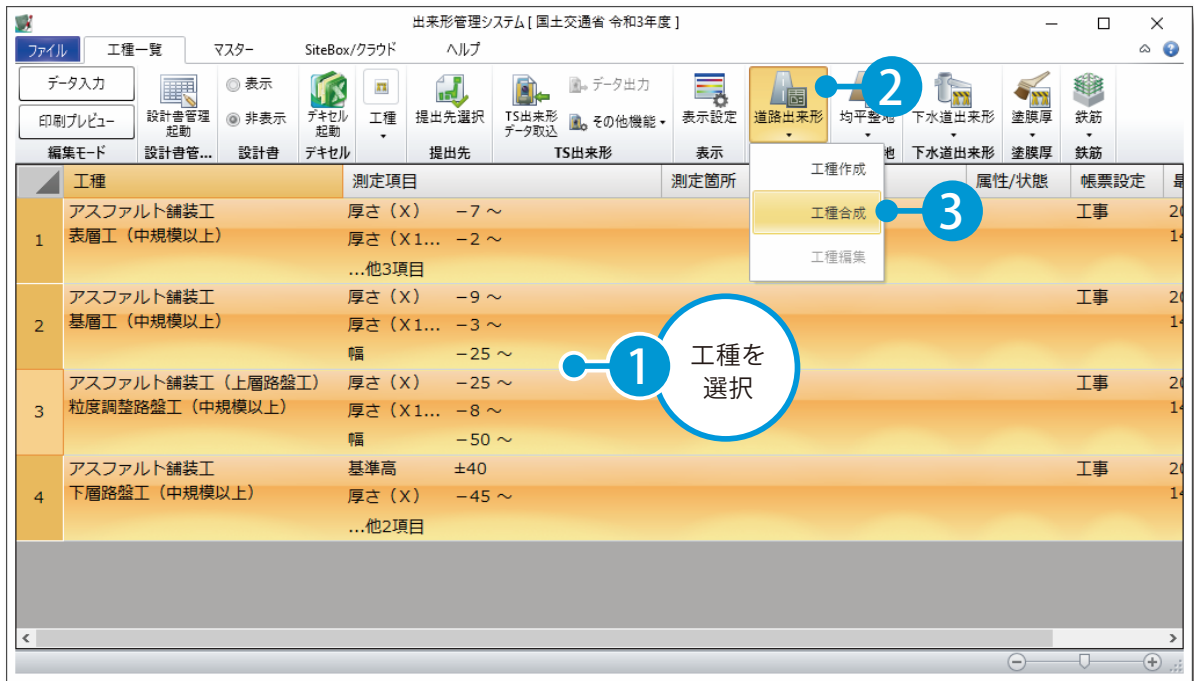 出来形管理システム [ 国土交通省 令和3年度 ]
ファイル 工種一覧 マスター SiteBox/クラウド ヘルプ
データ入力
印刷プレビュー
編集モード
設計書管理
起動
設計書管...
表示
非表示
設計書
デキセル
起動
デキセル
工種
提出先選択
提出先
TS出来形
データ取込
データ出力
その他機能
TS出来形
表示設定
表示
道路出来形
2
均平整地
地
下水道出来形
下水道出来形
塗膜厚
塗膜厚
鉄筋
鉄筋
工種作成
工種合成
3
工種編集
工種 測定項目 測定箇所 属性/状態 帳票設定
1
アスファルト舗装工 厚さ（X） －7 ～ 工事 20
表層工（中規模以上） 厚さ（X1... －2 ～ 14
...他3項目
2
アスファルト舗装工 厚さ（X） －9 ～ 工事 20
基層工（中規模以上） 厚さ（X1... －3 ～ 14
幅 －25 ～
1
工種を
選択
3
アスファルト舗装工（上層路盤工） 厚さ（X） －25 ～ 工事 20
粒度調整路盤工（中規模以上） 厚さ（X1... －8 ～ 14
幅 －50 ～
4
アスファルト舗装工 基準高 ±40 工事 20
下層路盤工（中規模以上） 厚さ（X） －45 ～ 14
...他2項目